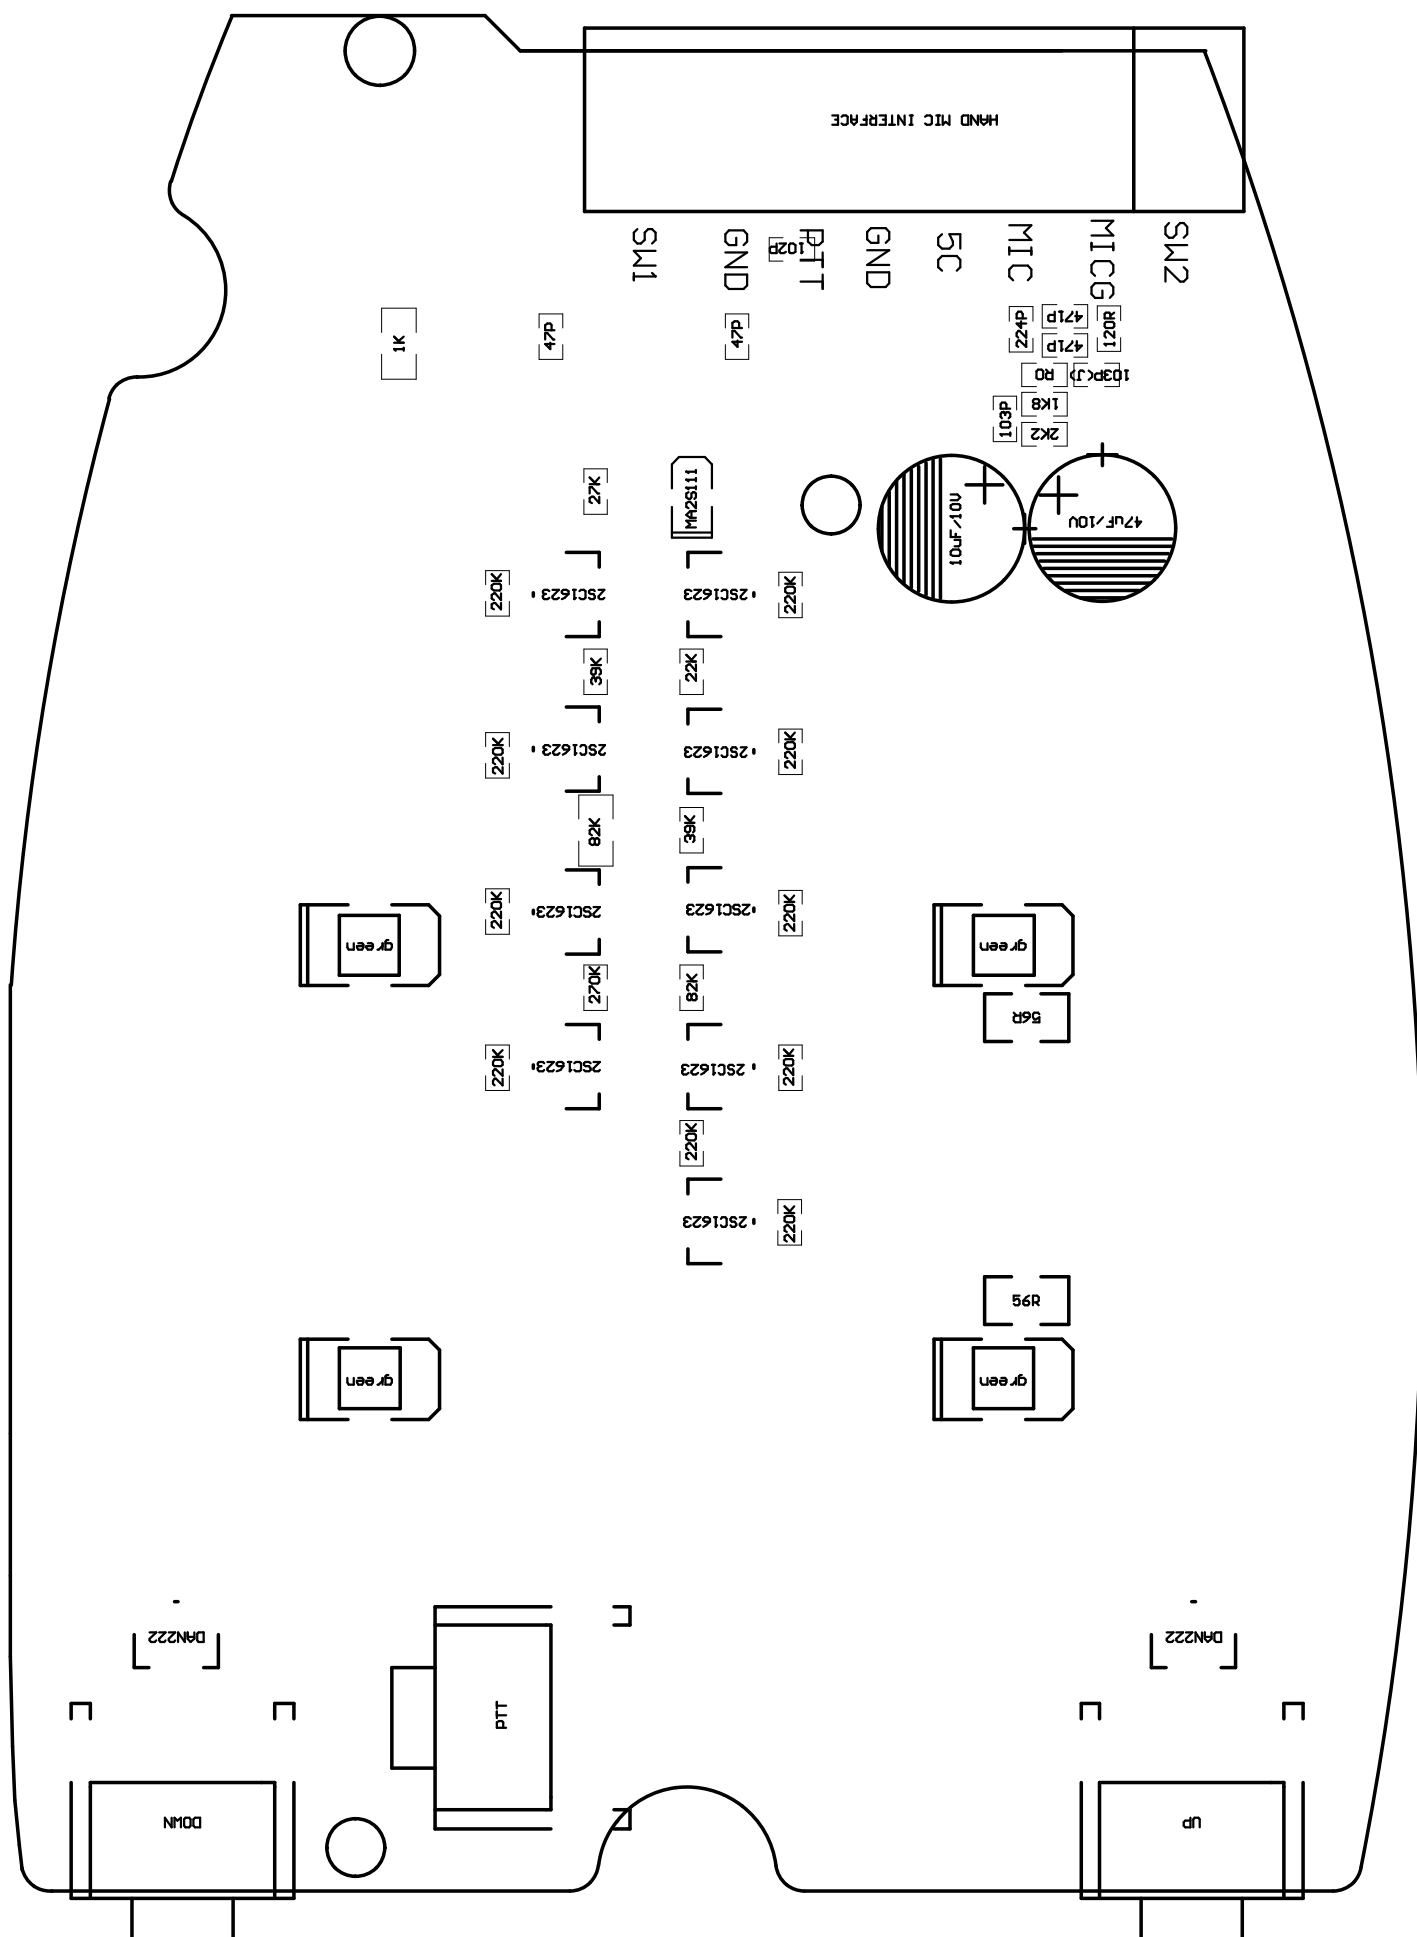 HAND MIC INTERFACE
SW1
GND
PTT
GND
5C
MIC
MICG
SW2
102P
1K
47P
47P
224P
471P
120R
471P
R0
103P(J)
103P
1K8
2K2
27K
MA2S111
10uF/10V
47uF/10V
220K
2SC1623
2SC1623
220K
39K
22K
220K
2SC1623
2SC1623
220K
82K
39K
220K
2SC1623
2SC1623
220K
green
green
270K
82K
56R
220K
2SC1623
2SC1623
220K
220K
2SC1623
220K
56R
green
green
DAN222
DAN222
PTT
DOWN
UP